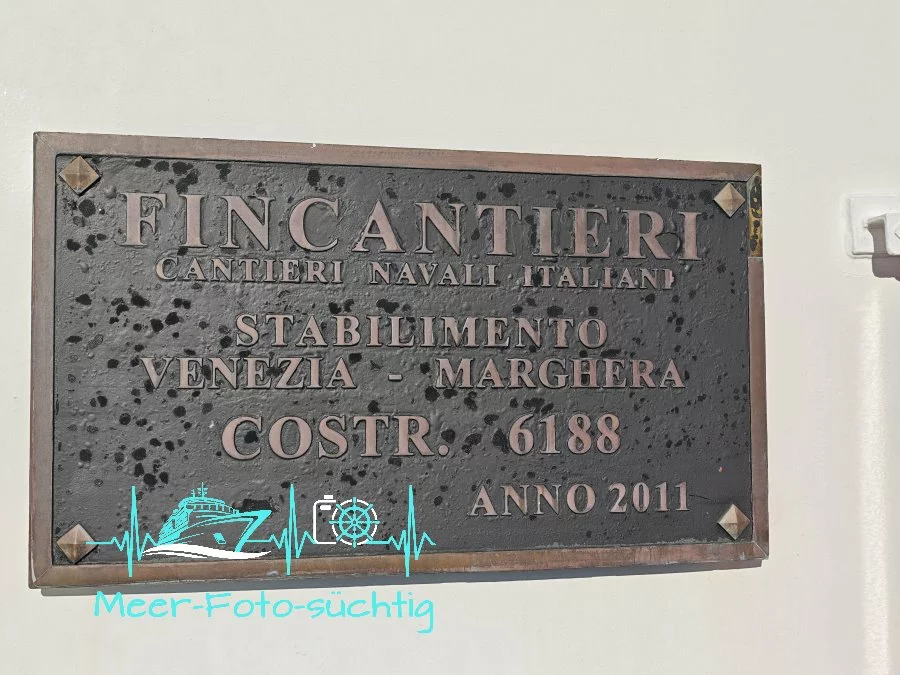 FINCANTIERI
CANTIERI NAVALI ITALIANI
STABILIMENTO
VENEZIA - MARGHERA
COSTR. 6188
ANNO 2011
Meer-Foto-süchtig